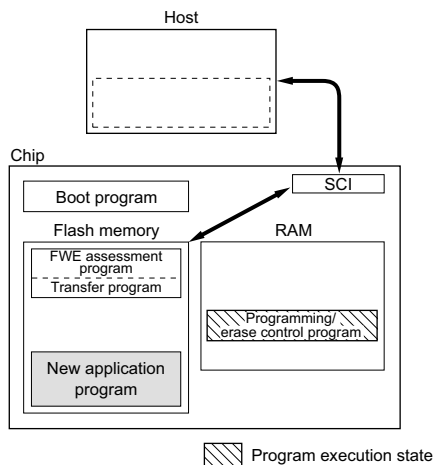 Host
Chip
SCI
Boot program
Flash memory
RAM
FWE assessment
program
Transfer program
Programming/
erase control program
New application
program
Program execution state